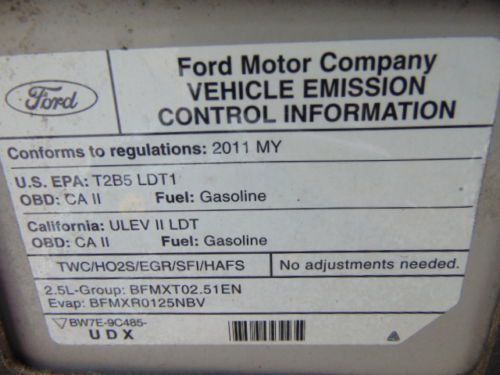 Ford
Ford Motor Company
VEHICLE EMISSION
CONTROL INFORMATION
Conforms to regulations: 2011 MY
U.S. EPA: T2B5 LDT1
OBD: CA II Fuel: Gasoline
California: ULEV II LDT
OBD: CA II Fuel: Gasoline
TWC/HO2S/EGR/SFI/HAFS No adjustments needed.
2.5L-Group: BFMXT02.51EN
Evap: BFMXR0125NBV
BW7E-9C485-
UDX